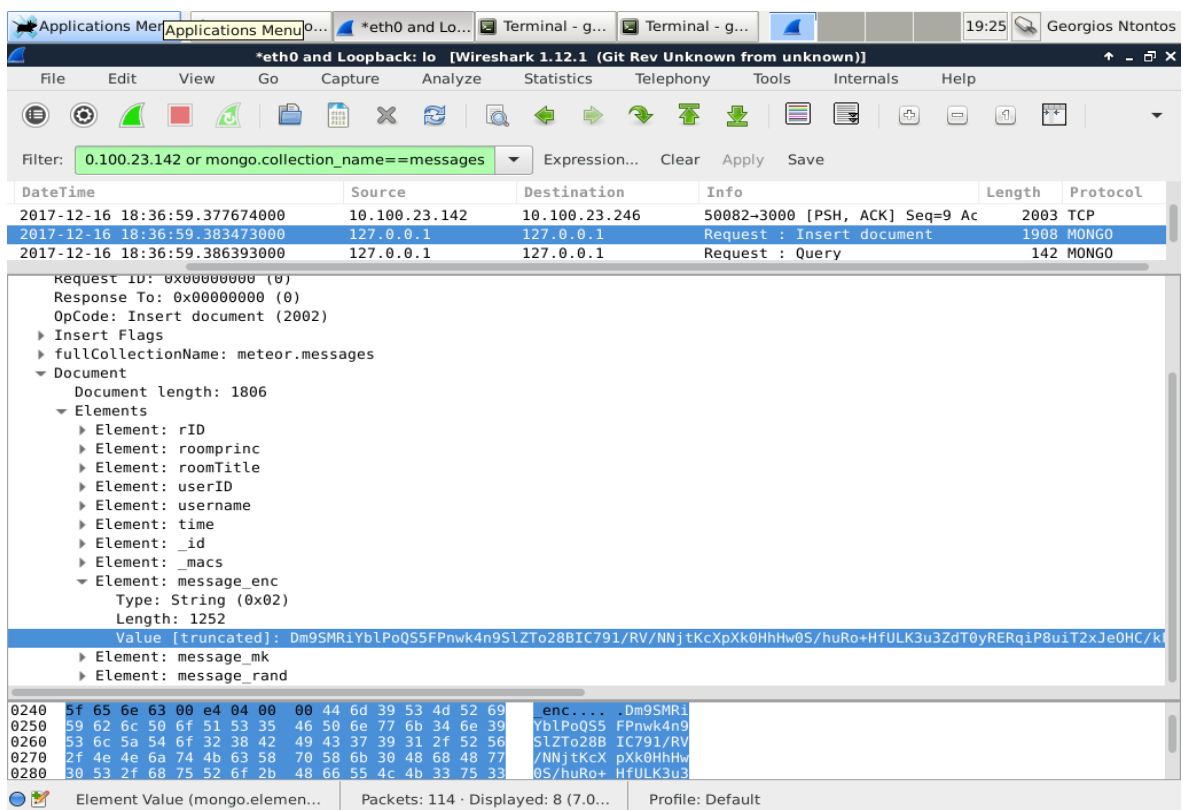 Applications Mer Applications Menu o... *eth0 and Lo... Terminal - g... Terminal - g... 19:25 Georgios Ntontos
*eth0 and Loopback: lo [Wireshark 1.12.1 (Git Rev Unknown from unknown)]
File Edit View Go Capture Analyze Statistics Telephony Tools Internals Help
Filter: 0.100.23.142 or mongo.collection_name==messages Expression... Clear Apply Save
DateTime Source Destination Info Length Protocol
2017-12-16 18:36:59.377674000 10.100.23.142 10.100.23.246 50082→3000 [PSH, ACK] Seq=9 Ac 2003 TCP
2017-12-16 18:36:59.383473000 127.0.0.1 127.0.0.1 Request : Insert document 1908 MONGO
2017-12-16 18:36:59.386393000 127.0.0.1 127.0.0.1 Request : Query 142 MONGO
Request ID: 0x00000000 (0)
Response To: 0x00000000 (0)
OpCode: Insert document (2002)
Insert Flags
fullCollectionName: meteor.messages
Document
Document length: 1806
Elements
Element: rID
Element: roomprinc
Element: roomTitle
Element: userID
Element: username
Element: time
Element: _id
Element: _macs
Element: message_enc
Type: String (0x02)
Length: 1252
Value [truncated]: Dm9SMRiYblPoQS5FPnwk4n9SlZTo28BIC791/RV/NNjtKcXpXk0HhHw0S/huRo+HfULK3u3ZdT0yRERqiP8uiT2xJeOHC/k
Element: message_mk
Element: message_rand
0240 5f 65 6e 63 00 e4 04 00 00 44 6d 39 53 4d 52 69 _enc.... .Dm9SMRi
0250 59 62 6c 50 6f 51 53 35 46 50 6e 77 6b 34 6e 39 YblPoQS5 FPnwk4n9
0260 53 6c 5a 54 6f 32 38 42 49 43 37 39 31 2f 52 56 SlZTo28B IC791/RV
0270 2f 4e 4e 6a 74 4b 63 58 70 58 6b 30 48 68 48 77 /NNjtKcX pXk0HhHw
0280 30 53 2f 68 75 52 6f 2b 48 66 55 4c 4b 33 75 33 0S/huRo+ HfULK3u3
Element Value (mongo.elemen... Packets: 114 · Displayed: 8 (7.0... Profile: Default